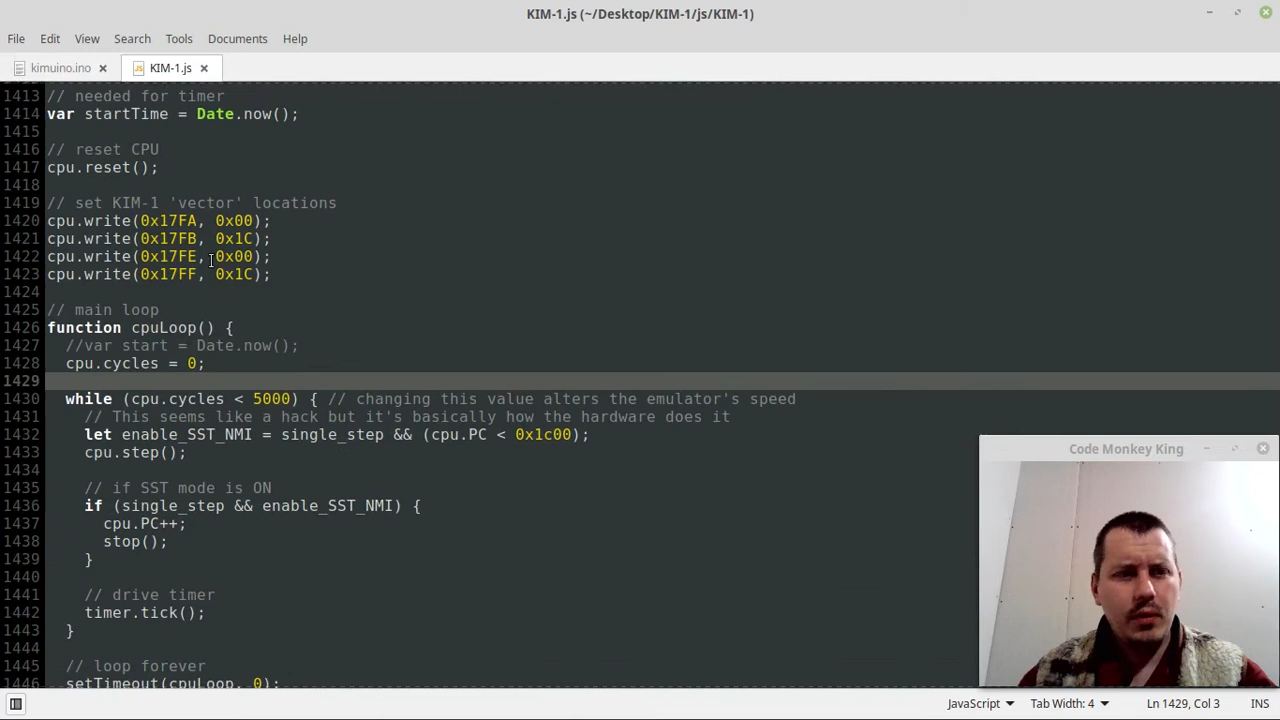 KIM-1.js (~/Desktop/KIM-1/js/KIM-1)
File Edit View Search Tools Documents Help
kimuino.ino KIM-1.js
1413 // needed for timer
1414 var startTime = Date.now();
1415
1416 // reset CPU
1417 cpu.reset();
1418
1419 // set KIM-1 'vector' locations
1420 cpu.write(0x17FA, 0x00);
1421 cpu.write(0x17FB, 0x1C);
1422 cpu.write(0x17FE, 0x00);
1423 cpu.write(0x17FF, 0x1C);
1424
1425 // main loop
1426 function cpuLoop() {
1427 //var start = Date.now();
1428 cpu.cycles = 0;
1429
1430 while (cpu.cycles < 5000) { // changing this value alters the emulator's speed
1431 // This seems like a hack but it's basically how the hardware does it
1432 let enable_SST_NMI = single_step && (cpu.PC < 0x1c00);
1433 cpu.step();
1434
1435 // if SST mode is ON
1436 if (single_step && enable_SST_NMI) {
1437 cpu.PC++;
1438 stop();
1439 }
1440
1441 // drive timer
1442 timer.tick();
1443 }
1444
1445 // loop forever
1446 setTimeout(cpuLoop, 0);
Code Monkey King
JavaScript Tab Width: 4 Ln 1429, Col 3 INS